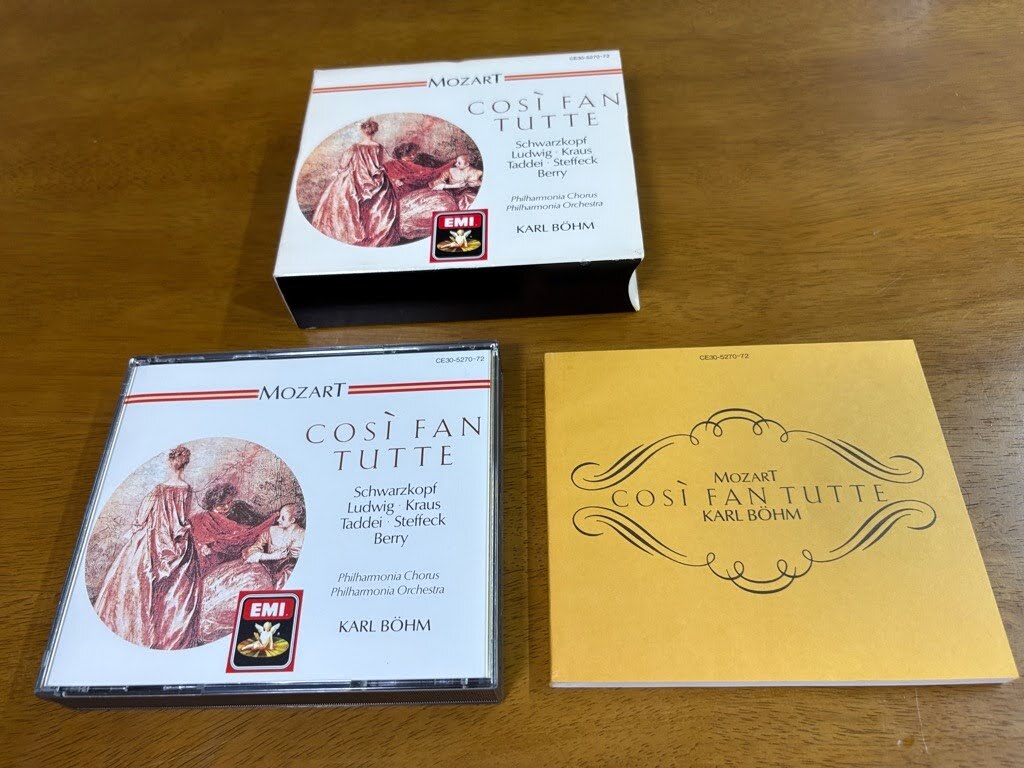 CE30-5270-72
MOZART
COSÌ FAN
TUTTE
Schwarzkopf
Ludwig · Kraus
Taddei · Steffeck
Berry
Philharmonia Chorus
Philharmonia Orchestra
KARL BÖHM
EMI
CE30-5270-72
MOZART
COSÌ FAN
TUTTE
Schwarzkopf
Ludwig · Kraus
Taddei · Steffeck
Berry
Philharmonia Chorus
Philharmonia Orchestra
KARL BÖHM
EMI
CE30-5270-72
MOZART
COSÌ FAN TUTTE
KARL BÖHM